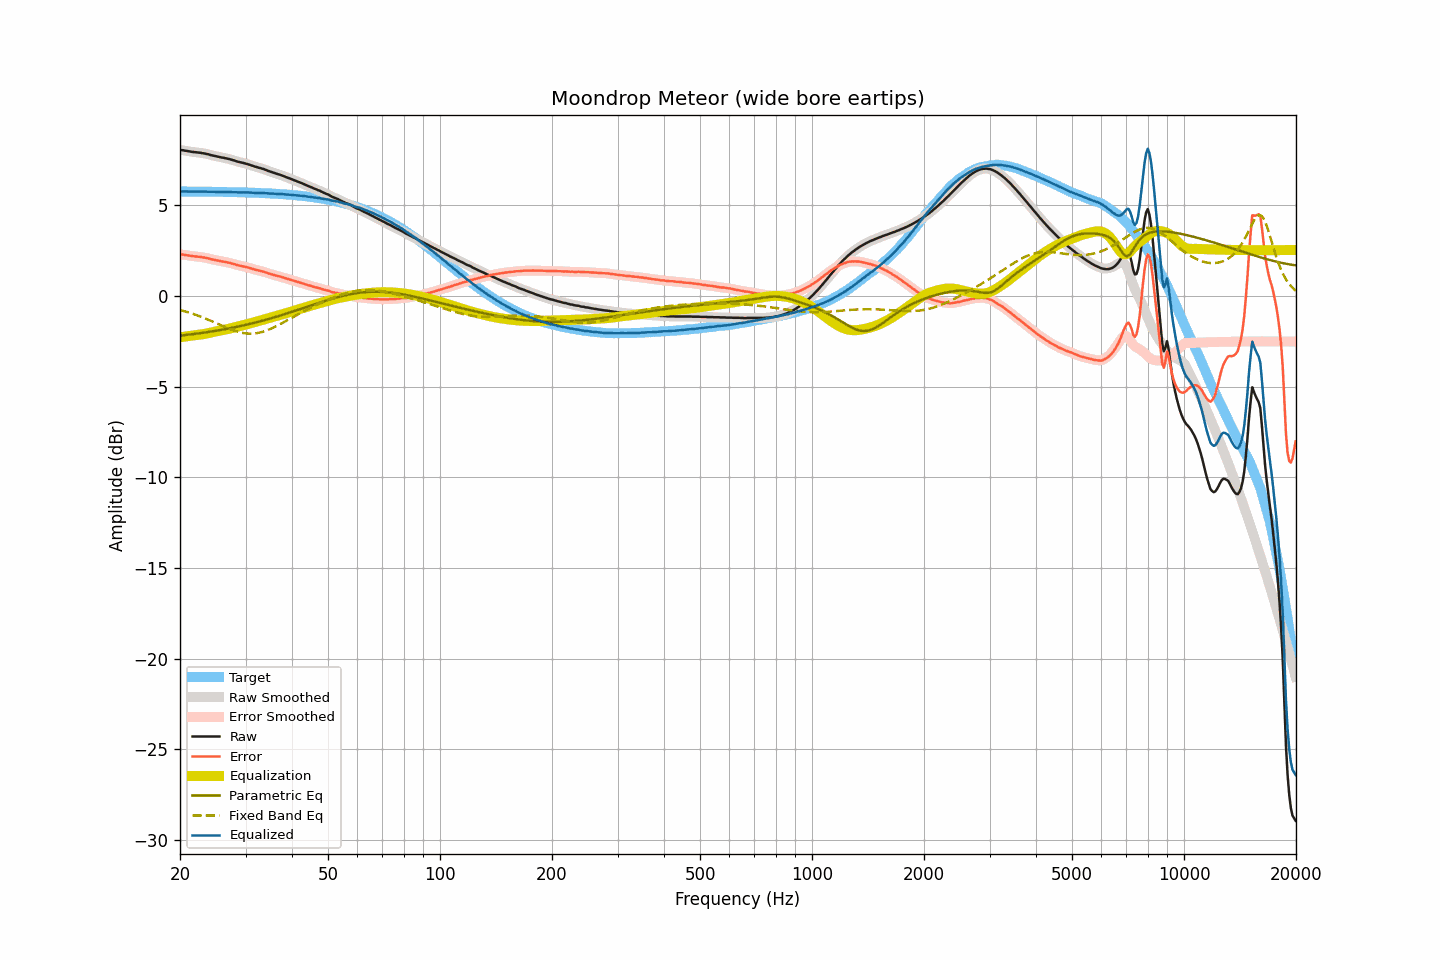 Moondrop Meteor (wide bore eartips)
Amplitude (dBr)
5
0
−5
−10
−15
−20
−25
−30
Target
Raw Smoothed
Error Smoothed
Raw
Error
Equalization
Parametric Eq
Fixed Band Eq
Equalized
20 50 100 200 500 1000 2000 5000 10000 20000
Frequency (Hz)